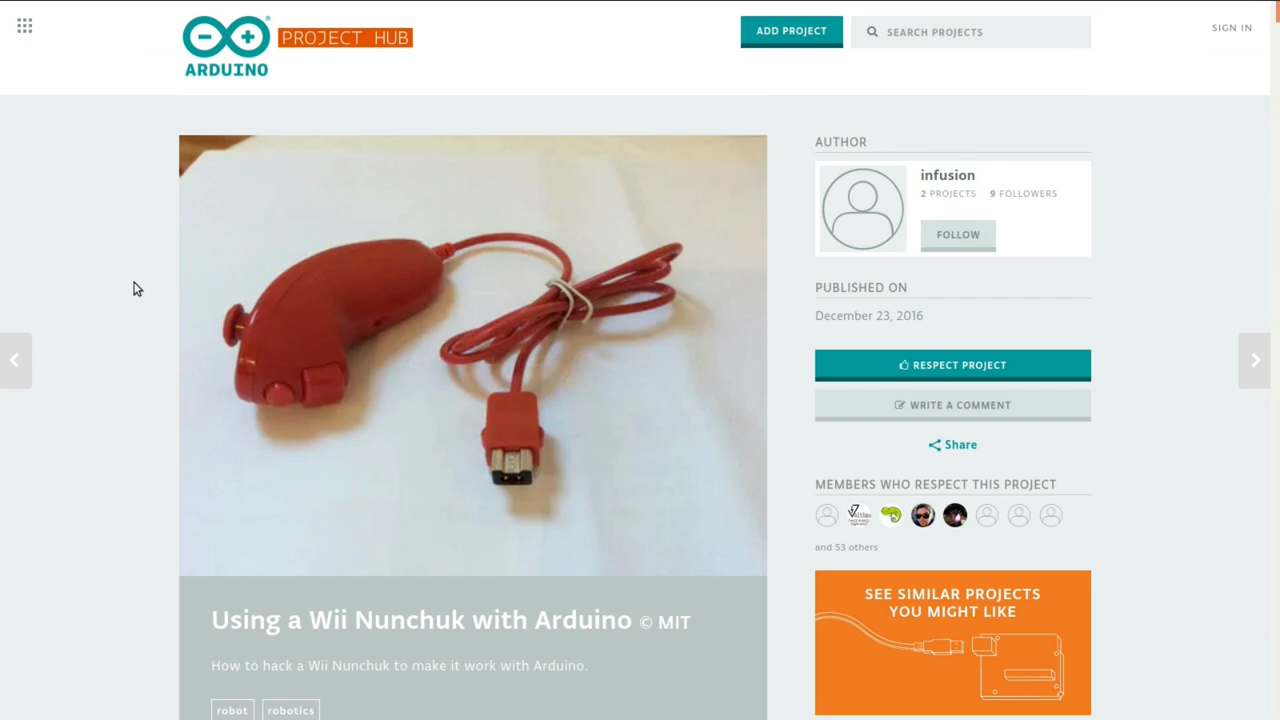 ARDUINO
PROJECT HUB
ADD PROJECT
SEARCH PROJECTS
SIGN IN
AUTHOR
infusion
2 PROJECTS 9 FOLLOWERS
FOLLOW
PUBLISHED ON
December 23, 2016
RESPECT PROJECT
WRITE A COMMENT
Share
MEMBERS WHO RESPECT THIS PROJECT
and 53 others
SEE SIMILAR PROJECTS
YOU MIGHT LIKE
Using a Wii Nunchuk with Arduino © MIT
How to hack a Wii Nunchuk to make it work with Arduino.
robot robotics